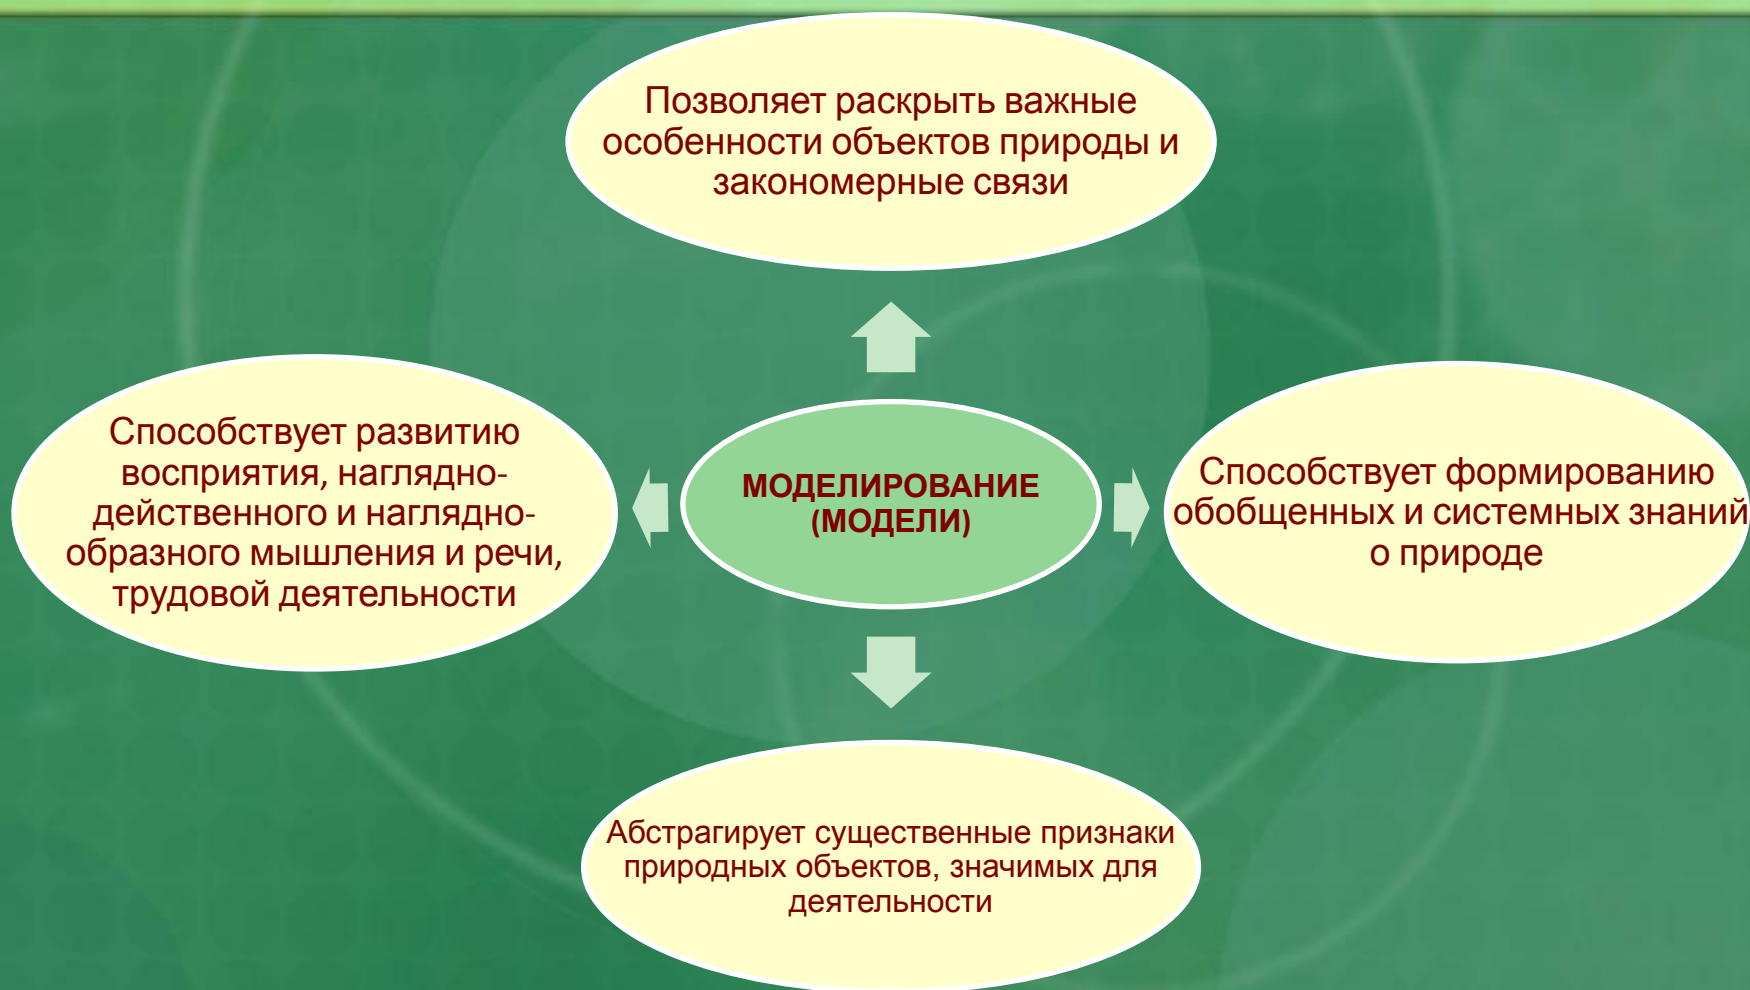 Позволяет раскрыть важные
особенности объектов природы и
закономерные связи
Способствует развитию
восприятия, наглядно-
действенного и наглядно-
образного мышления и речи,
трудовой деятельности
МОДЕЛИРОВАНИЕ
(МОДЕЛИ)
Способствует формированию
обобщенных и системных знаний
о природе
Абстрагирует существенные признаки
природных объектов, значимых для
деятельности